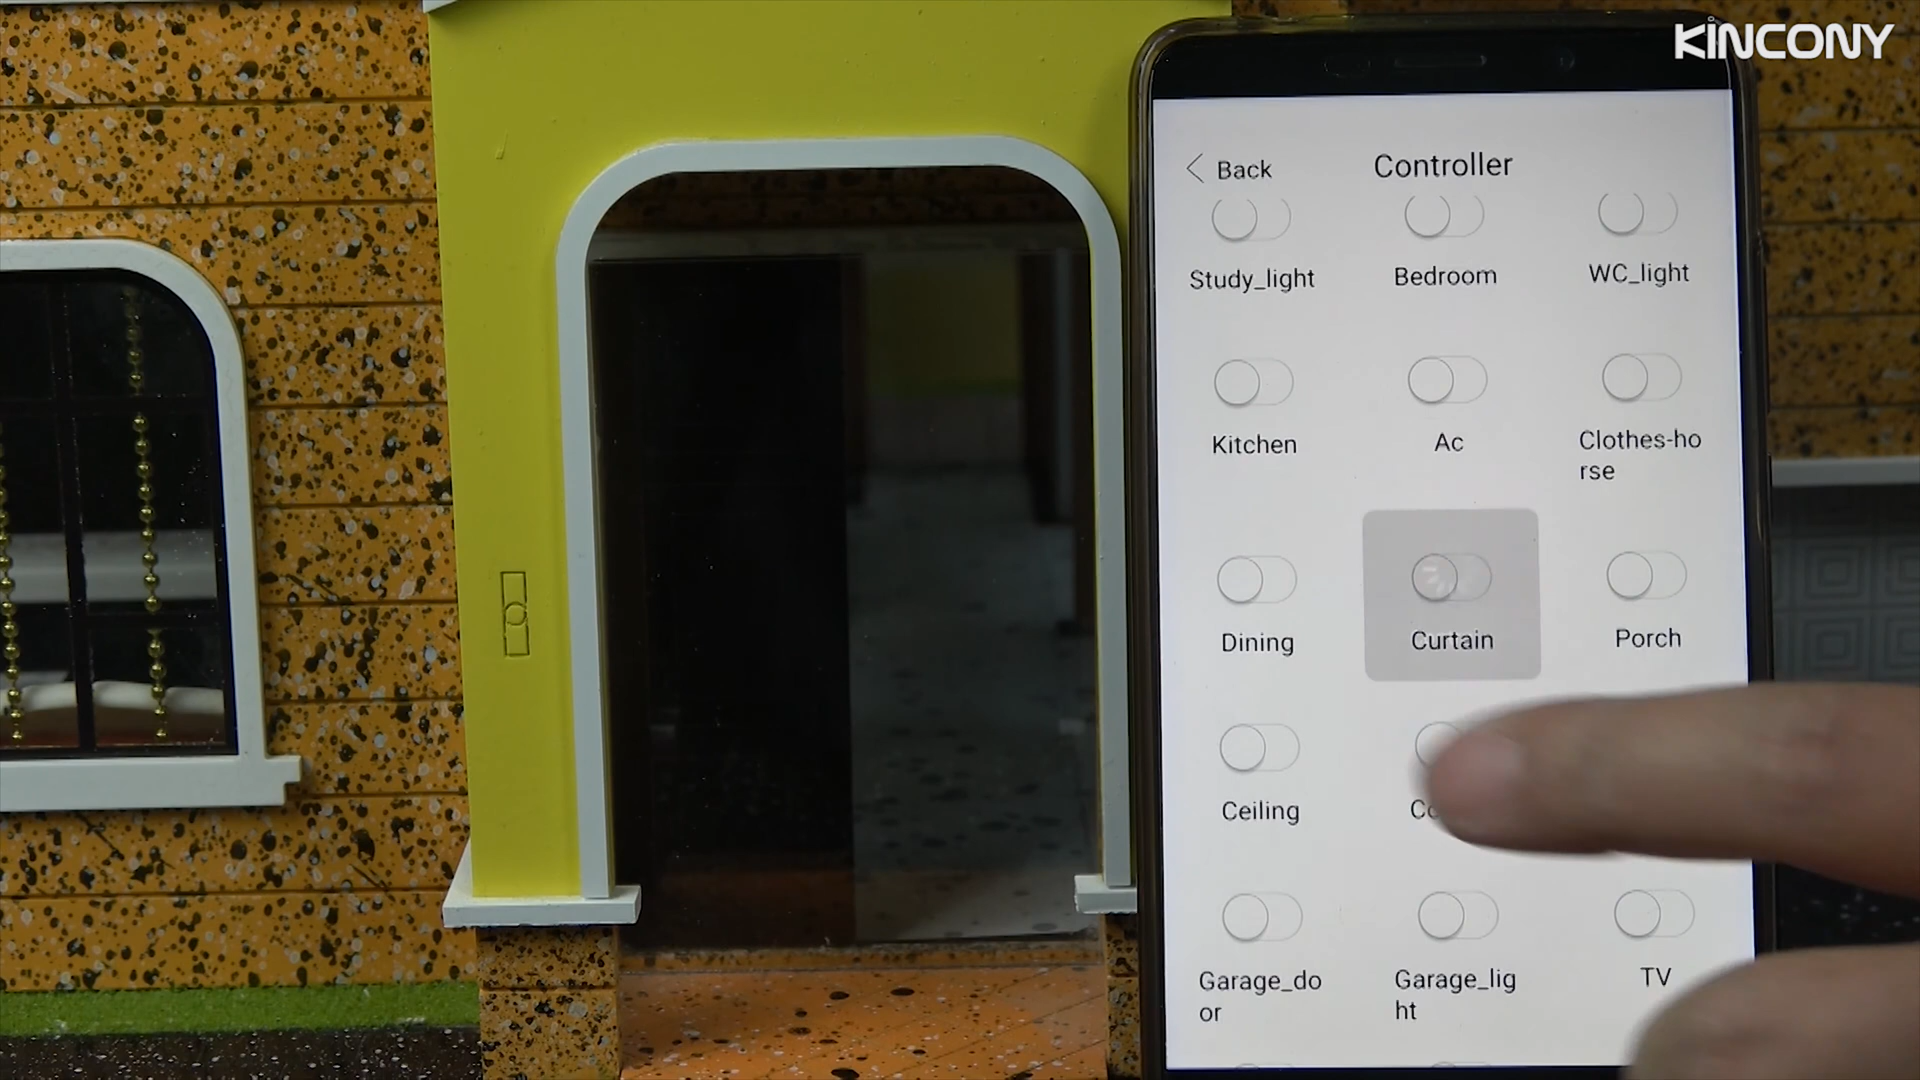 KINCONY
Back
Controller
Study_light
Bedroom
WC_light
Kitchen
Ac
Clothes-ho
rse
Dining
Curtain
Porch
Ceiling
Garage_do
or
Garage_lig
ht
TV